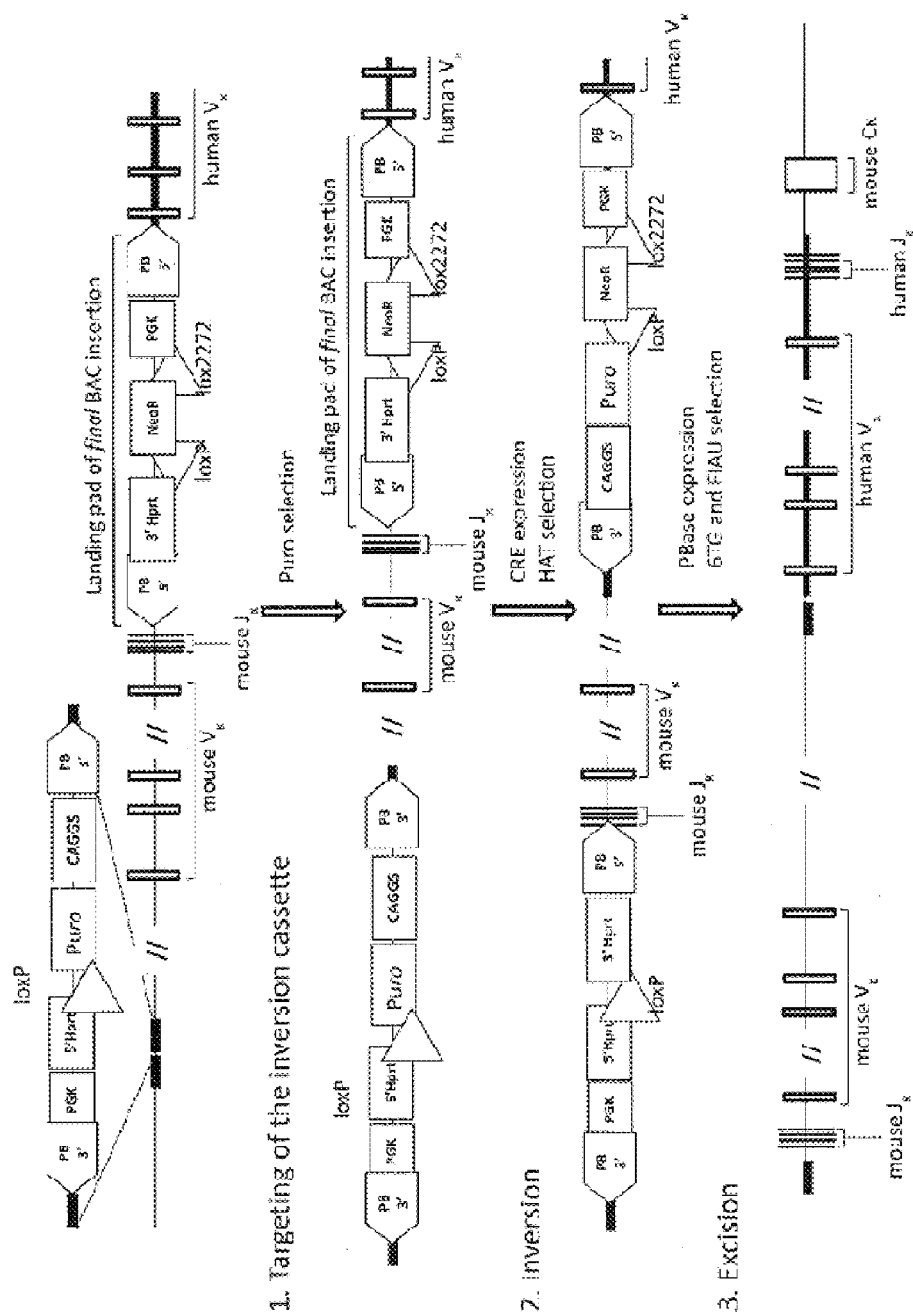 loxP
PB 3' PGK 5'Hprt Puro CAGGS PB 5'
Landing pad of final BAC insertion
PB 5' 3' Hprt NeoR PGK PB 5'
loxP lox2272
// //
mouse Vκ mouse Jκ human Vκ
1. Targeting of the inversion cassette
Puro selection
loxP
Landing pad of final BAC insertion
PB 3' PGK 5'Hprt Puro CAGGS PB 3'
// //
PB 5' 3' Hprt NeoR PGK PB 5'
loxP lox2272
mouse Vκ mouse Jκ human Vκ
2. Inversion
CRE expression
HAT selection
PB 3' PGK 5'Hprt 3' Hprt PB 5'
// //
PB 3' CAGGS Puro NeoR PGK PB 5'
loxP loxP lox2272
mouse Jκ mouse Vκ human Vκ
3. Excision
PBase expression
6TG and FIAU selection
// // //
mouse Jκ mouse Vκ human Vκ human Jκ mouse Cκ